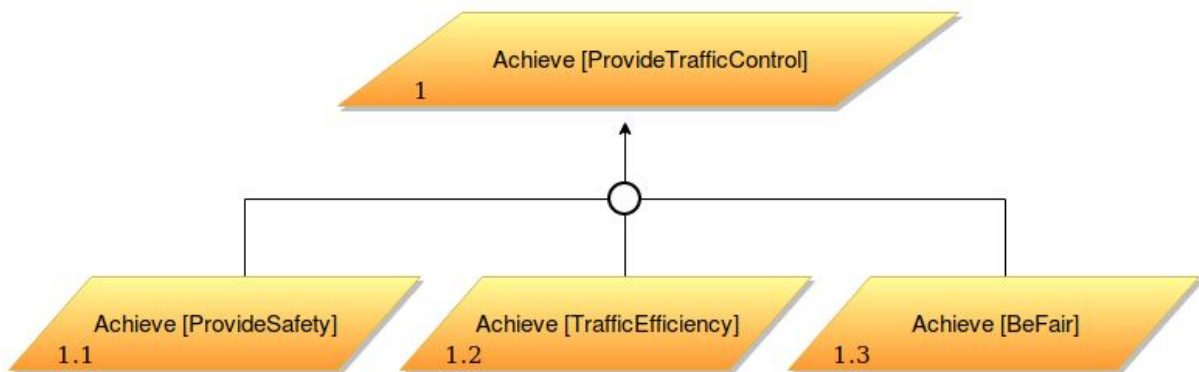 Achieve [ProvideTrafficControl]
1
Achieve [ProvideSafety]
1.1
Achieve [TrafficEfficiency]
1.2
Achieve [BeFair]
1.3